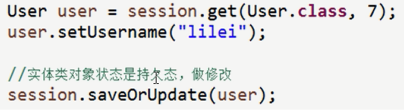 User user = session.get(User.class, 7);
user.setUsername("lilei");
//实体类对象状态是持久态，做修改
session.saveOrUpdate(user);